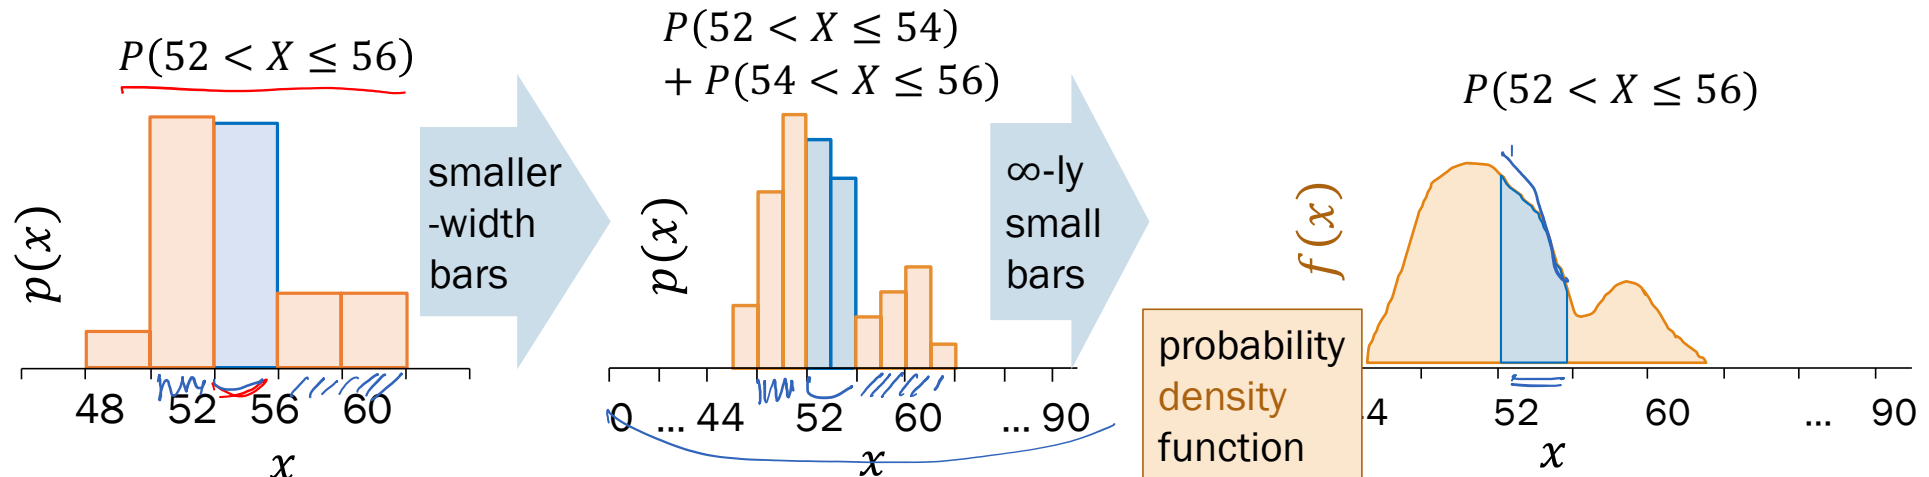 P(52 < X ≤ 56)
p(x)
48 52 56 60
x
smaller
-width
bars
P(52 < X ≤ 54)
+ P(54 < X ≤ 56)
p(x)
0 ... 44 52 60 ... 90
x
∞-ly
small
bars
P(52 < X ≤ 56)
f(x)
probability
density
function
4 52 60 ... 90
x